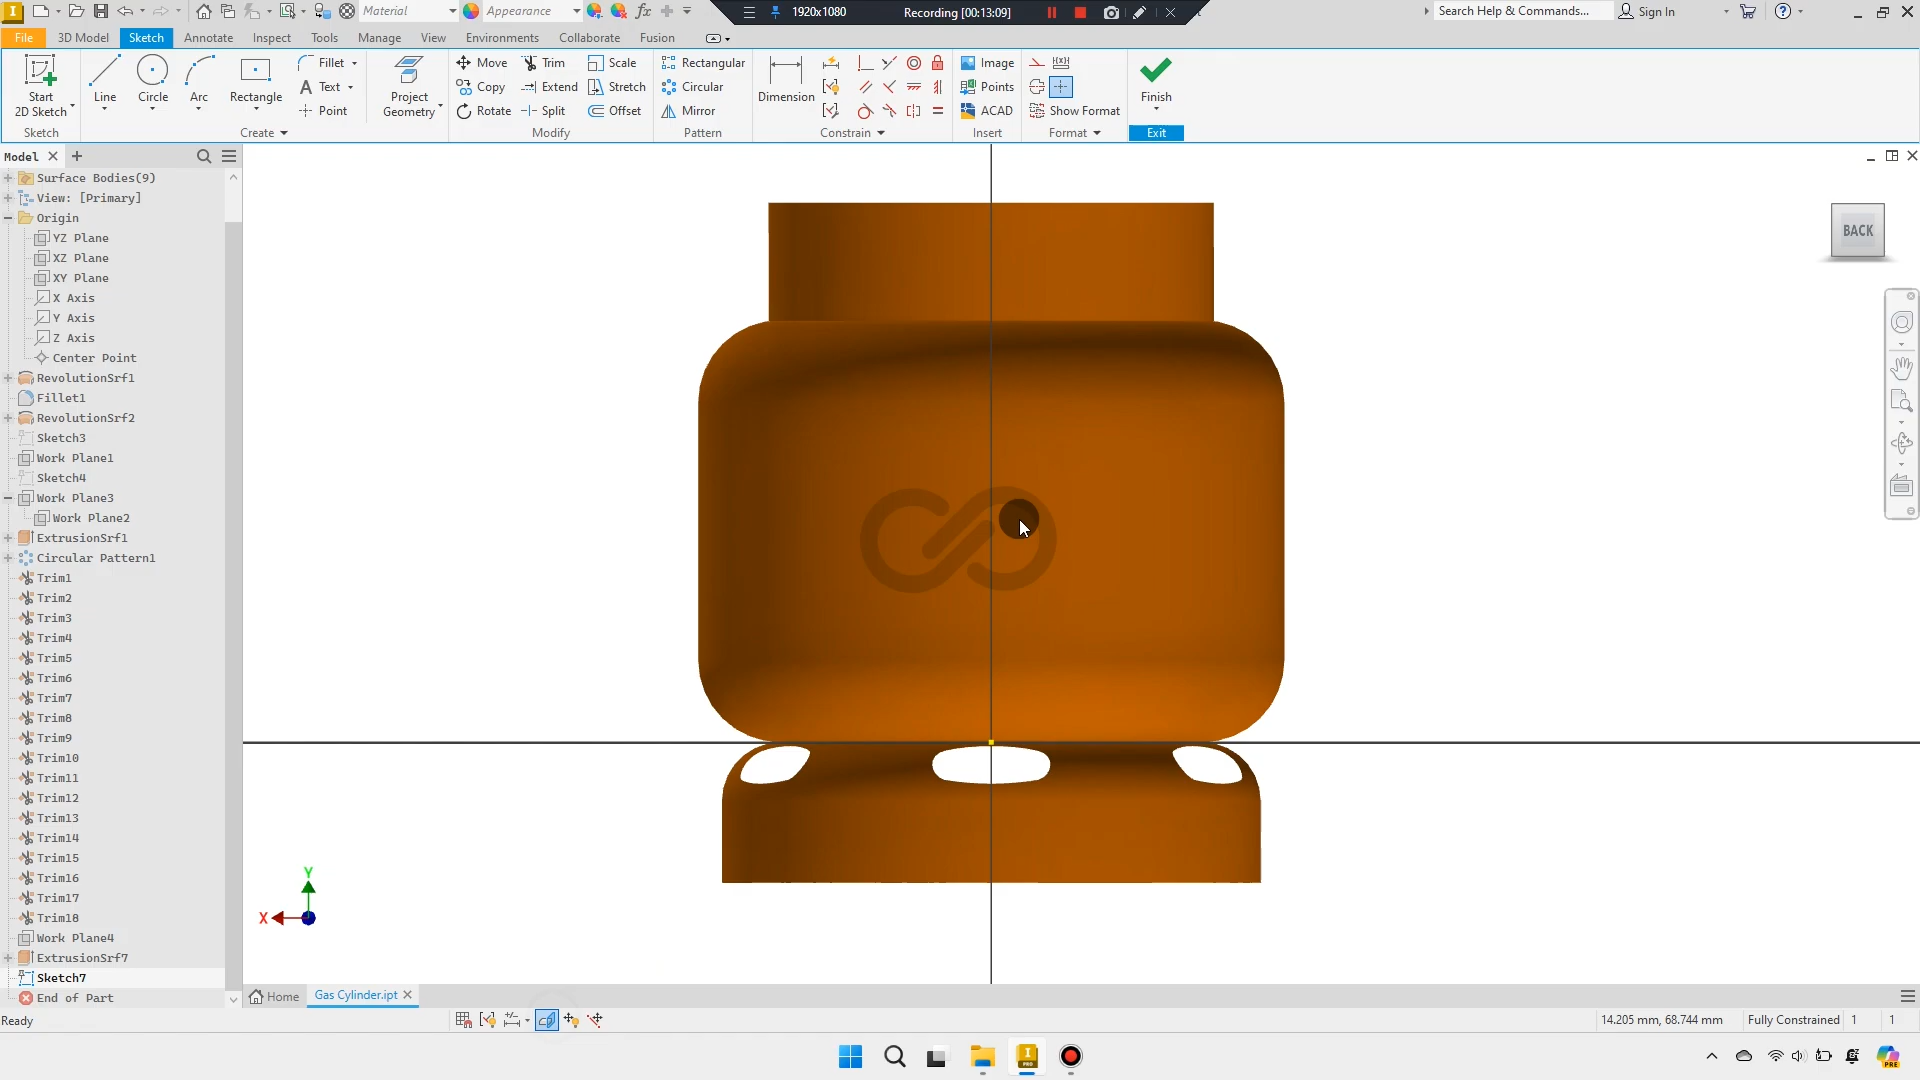 Material
Appearance
1920x1080
Recording [00:13:09]
Search Help & Commands...
Sign In
File
3D Model
Sketch
Annotate
Inspect
Tools
Manage
View
Environments
Collaborate
Fusion
Start
2D Sketch
Line
Circle
Arc
Rectangle
Fillet
Text
Point
Project
Geometry
Move
Copy
Rotate
Trim
Extend
Split
Scale
Stretch
Offset
Rectangular
Circular
Mirror
Dimension
Image
Points
ACAD
Show Format
Finish
Sketch
Create
Modify
Pattern
Constrain
Insert
Format
Exit
Model
Surface Bodies(9)
View: [Primary]
Origin
YZ Plane
XZ Plane
XY Plane
X Axis
Y Axis
Z Axis
Center Point
RevolutionSrf1
Fillet1
RevolutionSrf2
Sketch3
Work Plane1
Sketch4
Work Plane3
Work Plane2
ExtrusionSrf1
Circular Pattern1
Trim1
Trim2
Trim3
Trim4
Trim5
Trim6
Trim7
Trim8
Trim9
Trim10
Trim11
Trim12
Trim13
Trim14
Trim15
Trim16
Trim17
Trim18
Work Plane4
ExtrusionSrf7
Sketch7
End of Part
BACK
Y
X
Home
Gas Cylinder.ipt
Ready
14.205 mm, 68.744 mm
Fully Constrained
1
1